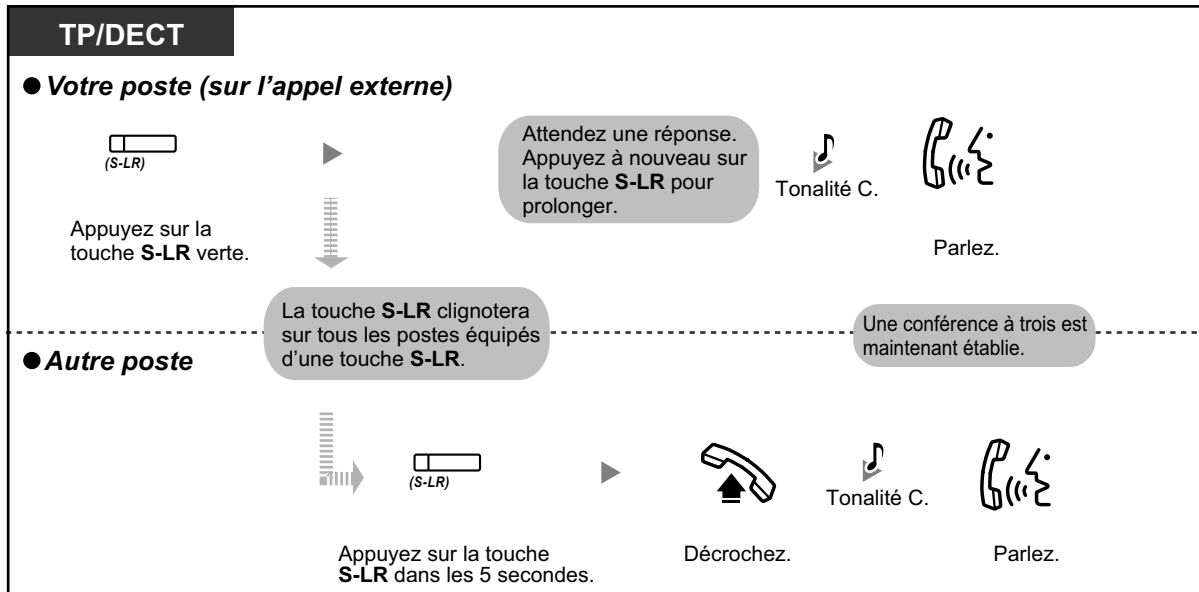 TP/DECT
● Votre poste (sur l’appel externe)
(S-LR)
Appuyez sur la
touche S-LR verte.
Attendez une réponse.
Appuyez à nouveau sur
la touche S-LR pour
prolonger.
Tonalité C.
Parlez.
La touche S-LR clignotera
sur tous les postes équipés
d’une touche S-LR.
Une conférence à trois est
maintenant établie.
● Autre poste
(S-LR)
Appuyez sur la touche
S-LR dans les 5 secondes.
Décrochez.
Tonalité C.
Parlez.